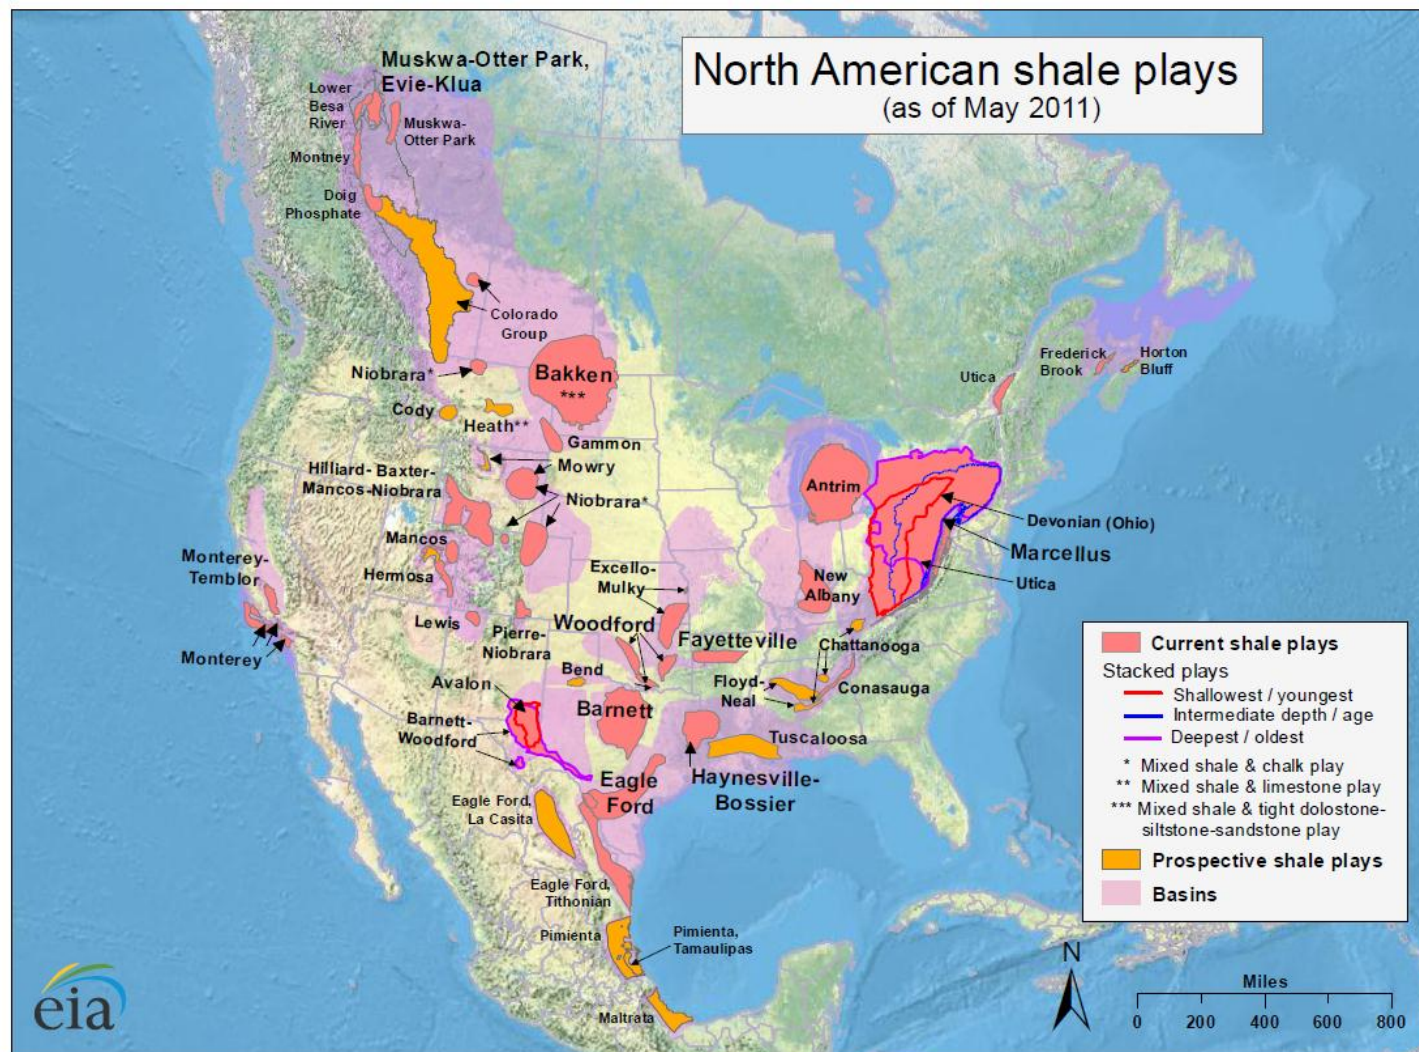 North American shale plays
(as of May 2011)
Muskwa-Otter Park,
Evie-Klua
Lower
Besa
River
Muskwa-
Otter Park
Montney
Doig
Phosphate
Colorado
Group
Niobrara*
Bakken
***
Cody
Heath**
Gammon
Mowry
Hilliard- Baxter-
Mancos-Niobrara
Niobrara*
Mancos
Hermosa
Monterey-
Temblor
Monterey
Lewis
Pierre-
Niobrara
Excello-
Mulky
Woodford
Fayetteville
Bend
Avalon
Barnett-
Woodford
Barnett
Eagle
Ford
Haynesville-
Bossier
Tuscaloosa
Floyd-
Neal
Conasauga
Chattanooga
New
Albany
Antrim
Devonian (Ohio)
Marcellus
Utica
Utica
Frederick
Brook
Horton
Bluff
Eagle Ford,
La Casita
Eagle Ford,
Tithonian
Pimienta
Pimienta,
Tamaulipas
Maltrata
Current shale plays
Stacked plays
Shallowest / youngest
Intermediate depth / age
Deepest / oldest
* Mixed shale & chalk play
** Mixed shale & limestone play
*** Mixed shale & tight dolostone-
siltstone-sandstone play
Prospective shale plays
Basins
N
Miles
0 200 400 600 800
eia